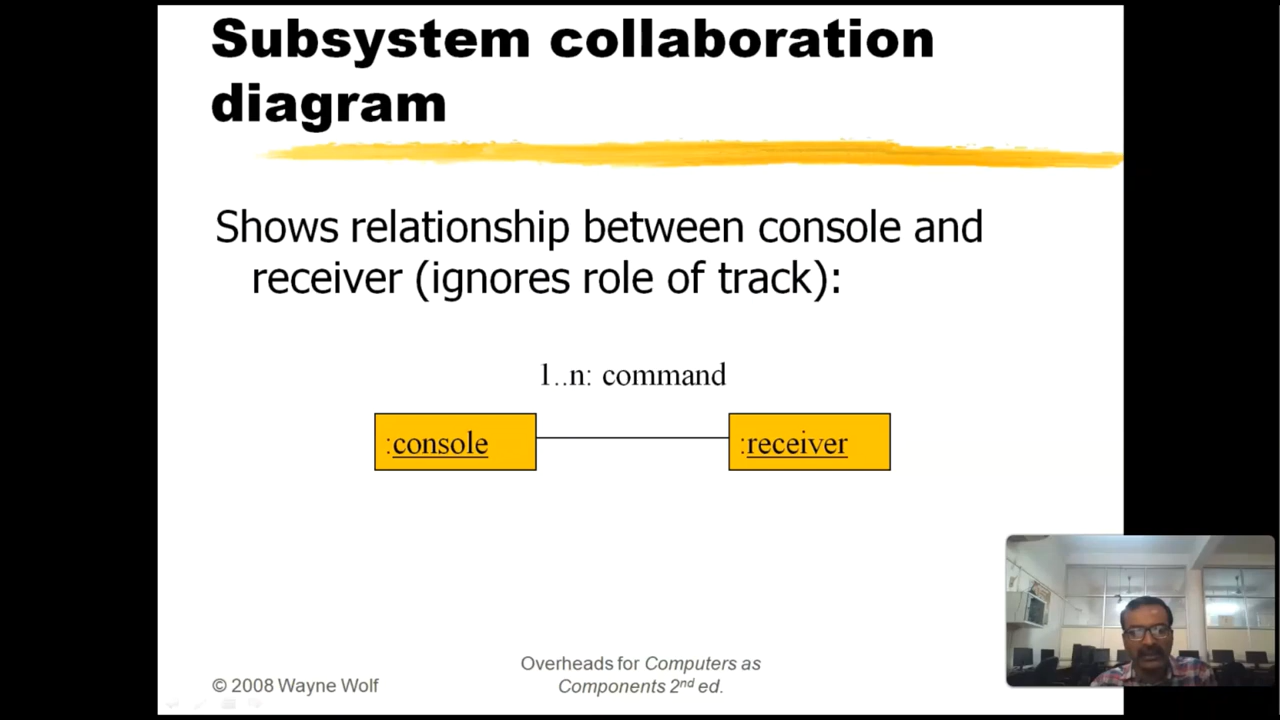 Subsystem collaboration
diagram
Shows relationship between console and
receiver (ignores role of track):
1..n: command
:console
:receiver
Overheads for Computers as
Components 2nd ed.
© 2008 Wayne Wolf